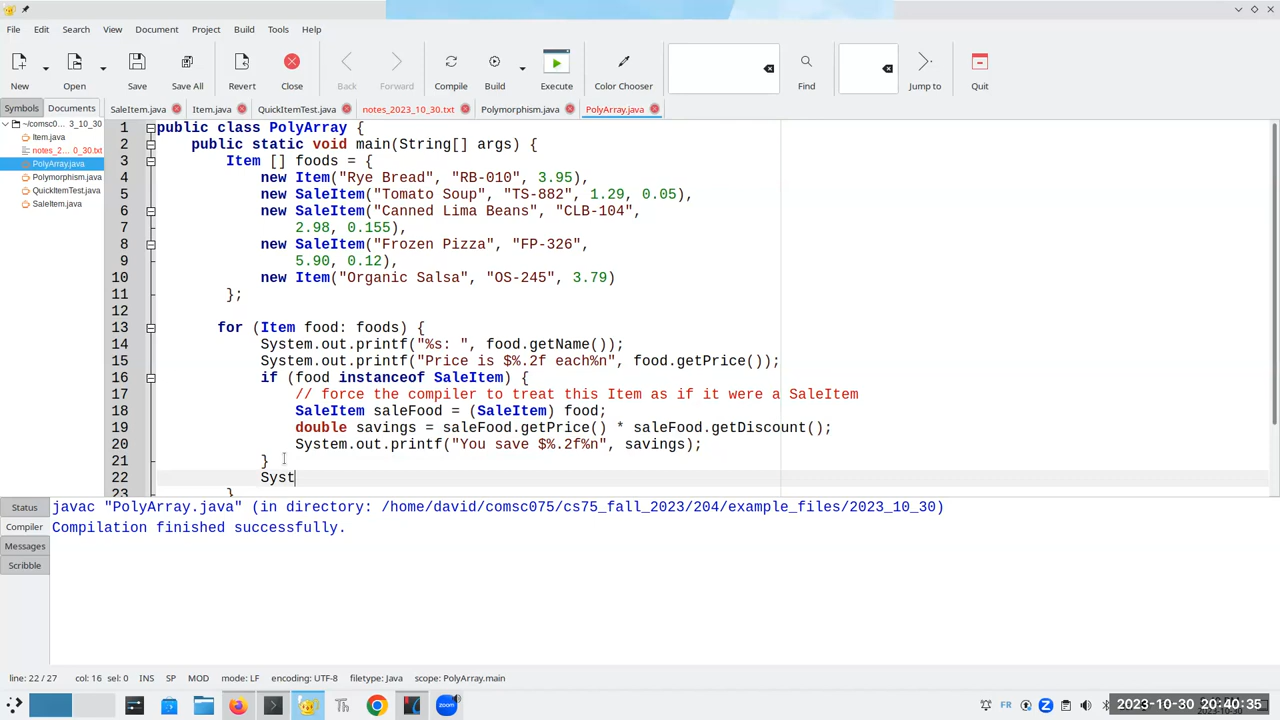 File Edit Search View Document Project Build Tools Help
New Open Save Save All Revert Close Back Forward Compile Build Execute Color Chooser Find Jump to Quit
Symbols Documents SaleItem.java Item.java QuickItemTest.java notes_2023_10_30.txt Polymorphism.java PolyArray.java
~/comsc0... 3_10_30
Item.java
notes_2... 0_30.txt
PolyArray.java
Polymorphism.java
QuickItemTest.java
SaleItem.java
1 public class PolyArray {
2 public static void main(String[] args) {
3 Item [] foods = {
4 new Item("Rye Bread", "RB-010", 3.95),
5 new SaleItem("Tomato Soup", "TS-882", 1.29, 0.05),
6 new SaleItem("Canned Lima Beans", "CLB-104",
7 2.98, 0.155),
8 new SaleItem("Frozen Pizza", "FP-326",
9 5.90, 0.12),
10 new Item("Organic Salsa", "OS-245", 3.79)
11 };
12
13 for (Item food: foods) {
14 System.out.printf("%s: ", food.getName());
15 System.out.printf("Price is $%.2f each%n", food.getPrice());
16 if (food instanceof SaleItem) {
17 // force the compiler to treat this Item as if it were a SaleItem
18 SaleItem saleFood = (SaleItem) food;
19 double savings = saleFood.getPrice() * saleFood.getDiscount();
20 System.out.printf("You save $%.2f%n", savings);
21 }
22 Syst
23 }
Status
Compiler
Messages
Scribble
javac "PolyArray.java" (in directory: /home/david/comsc075/cs75_fall_2023/204/example_files/2023_10_30)
Compilation finished successfully.
line: 22 / 27 col: 16 sel: 0 INS SP MOD mode: LF encoding: UTF-8 filetype: Java scope: PolyArray.main
Th zoom FR Z 2023-10-30 20:40:35